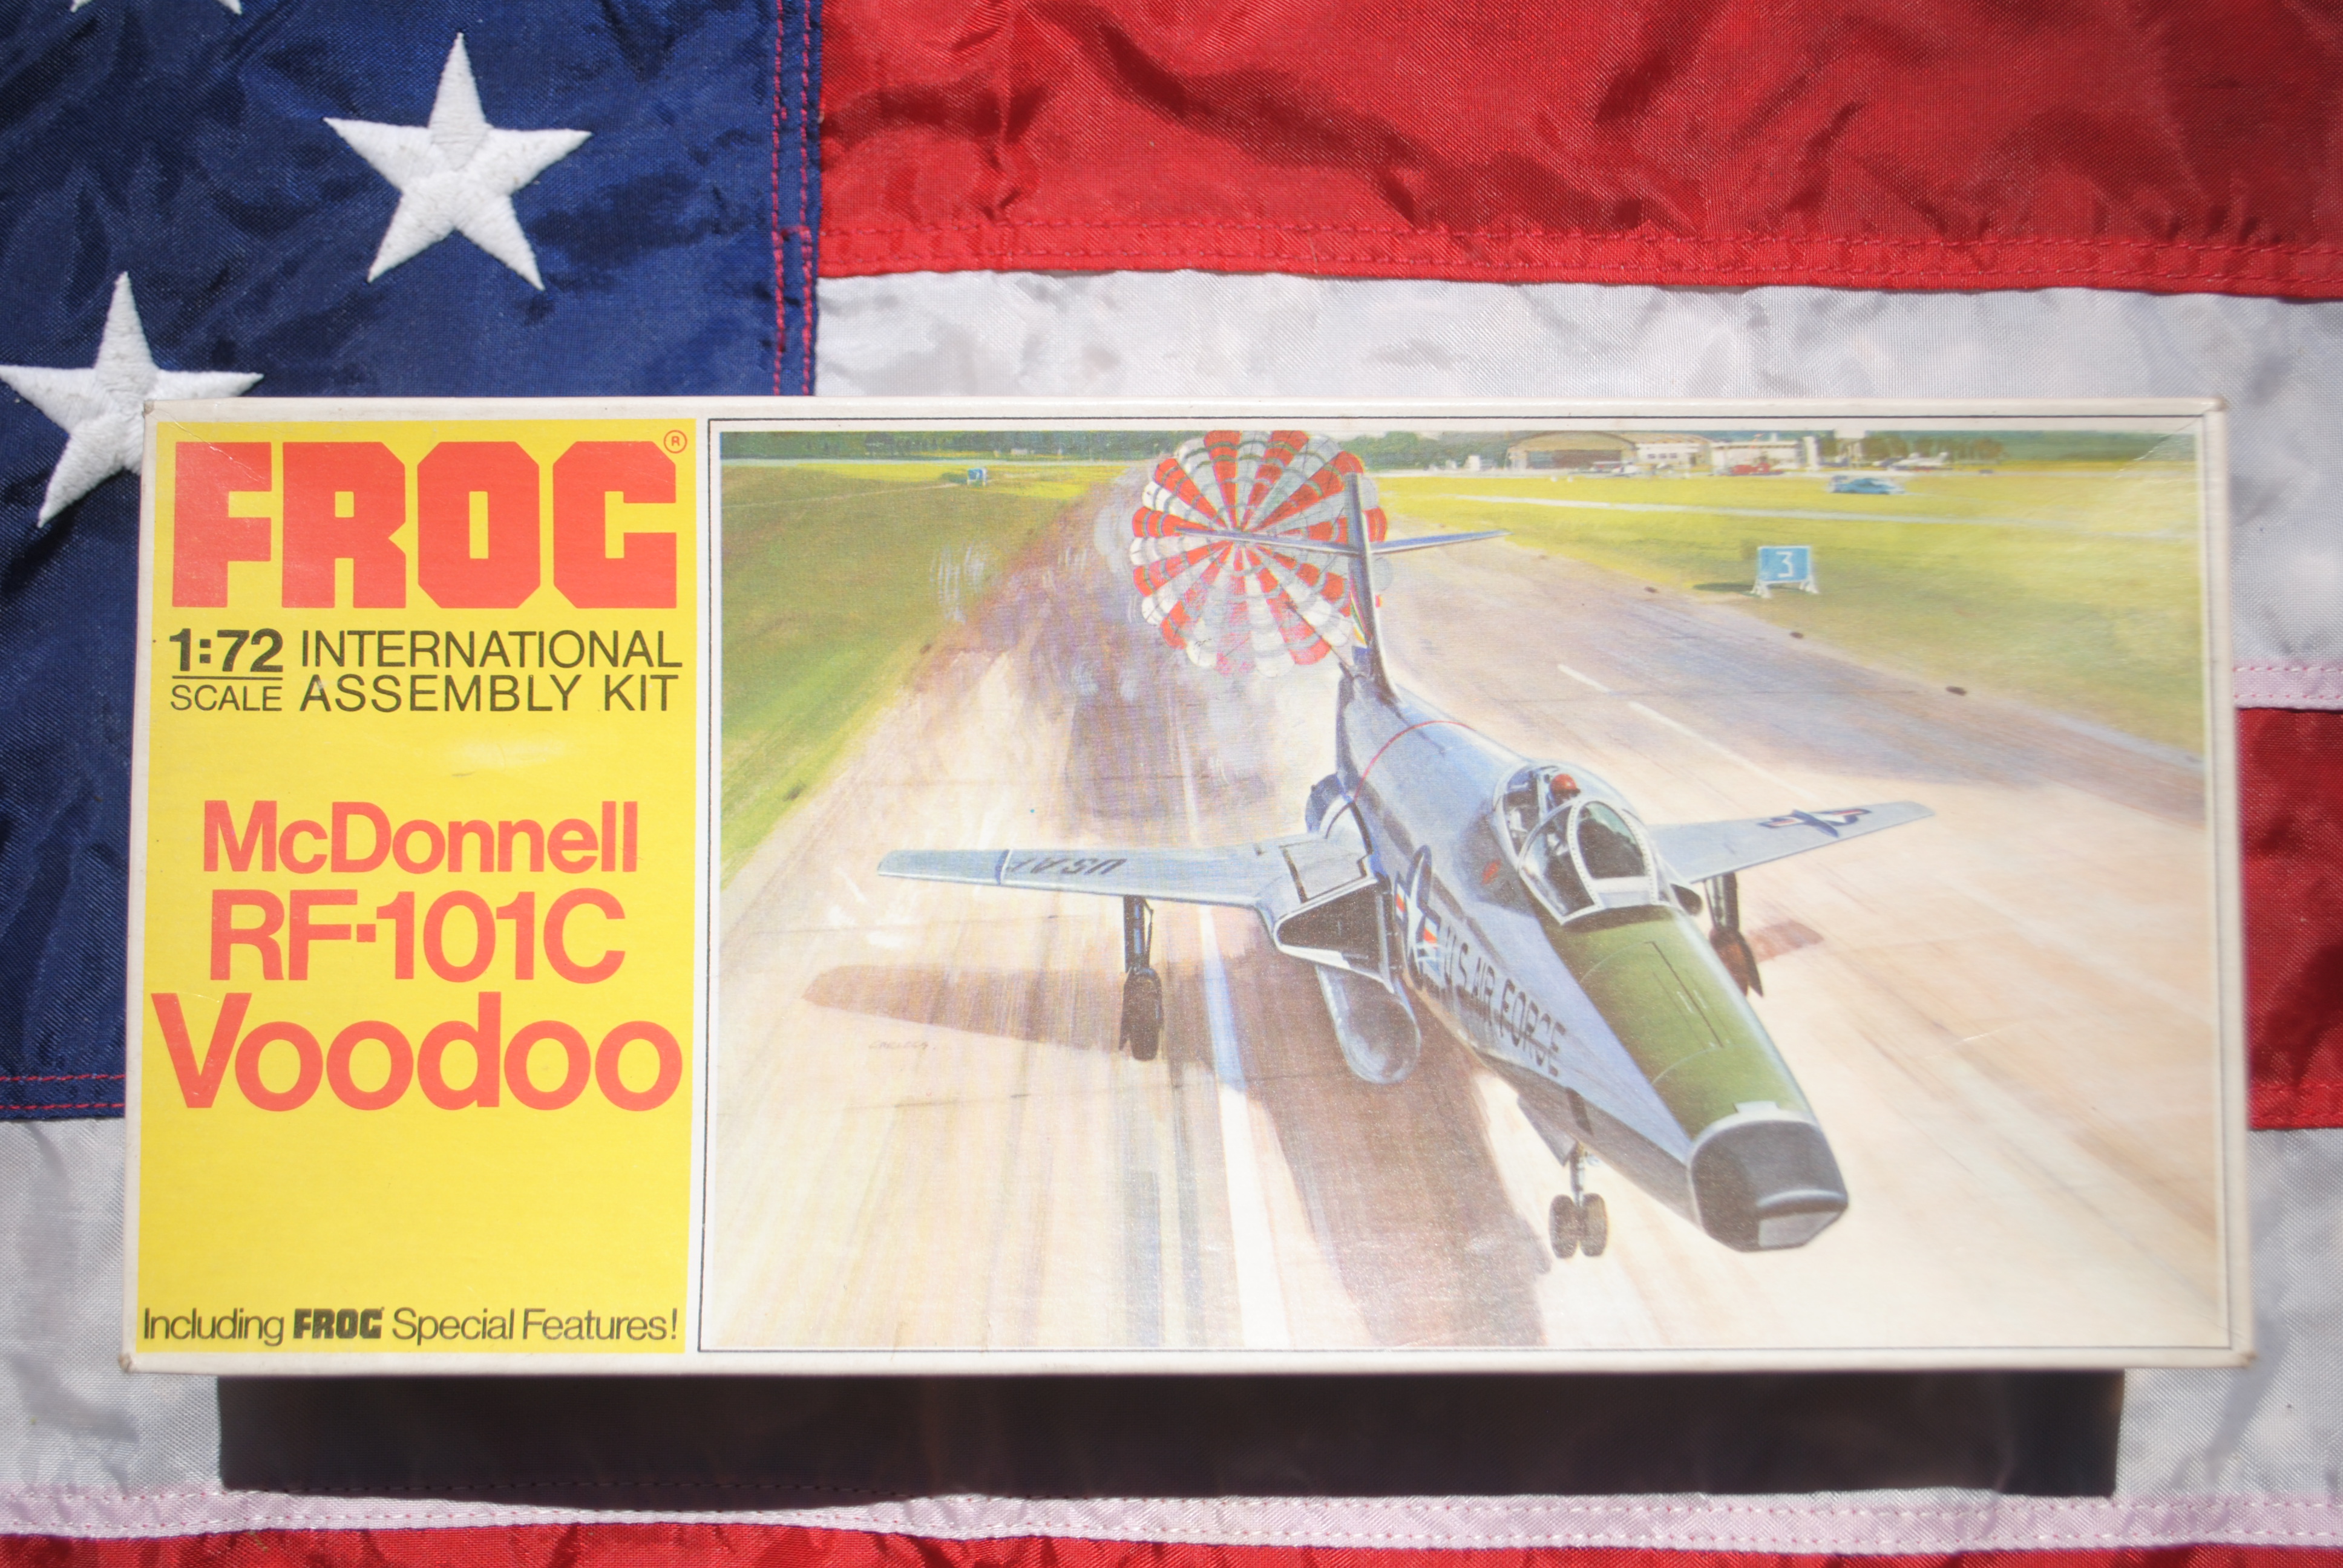 FROG®
1:72 SCALE
INTERNATIONAL
ASSEMBLY KIT
McDonnell
RF-101C
Voodoo
Including FROG Special Features!
3
USAF
U.S. AIR FORCE